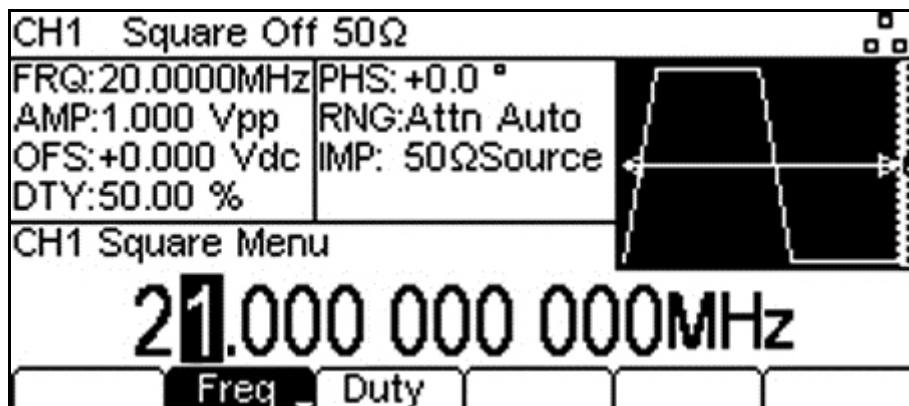 CH1 Square Off 50Ω
FRQ:20.0000MHz
AMP:1.000 Vpp
OFS:+0.000 Vdc
DTY:50.00 %
PHS:+0.0 °
RNG:Attn Auto
IMP: 50ΩSource
CH1 Square Menu
21.000 000 000MHz
Freq Duty